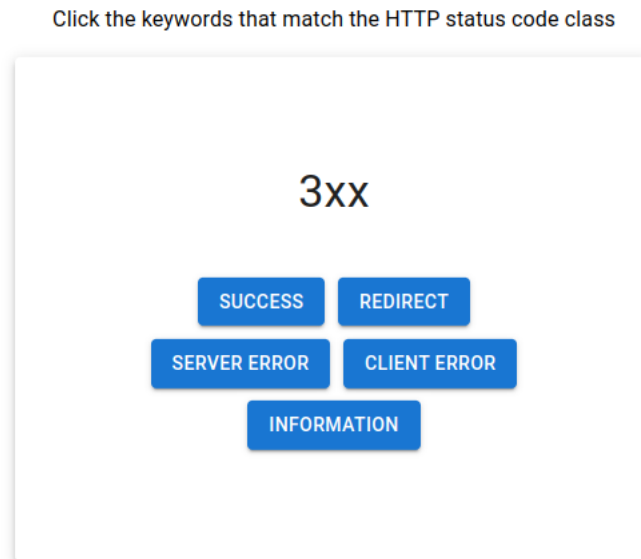 Click the keywords that match the HTTP status code class
3xx
SUCCESS REDIRECT
SERVER ERROR CLIENT ERROR
INFORMATION